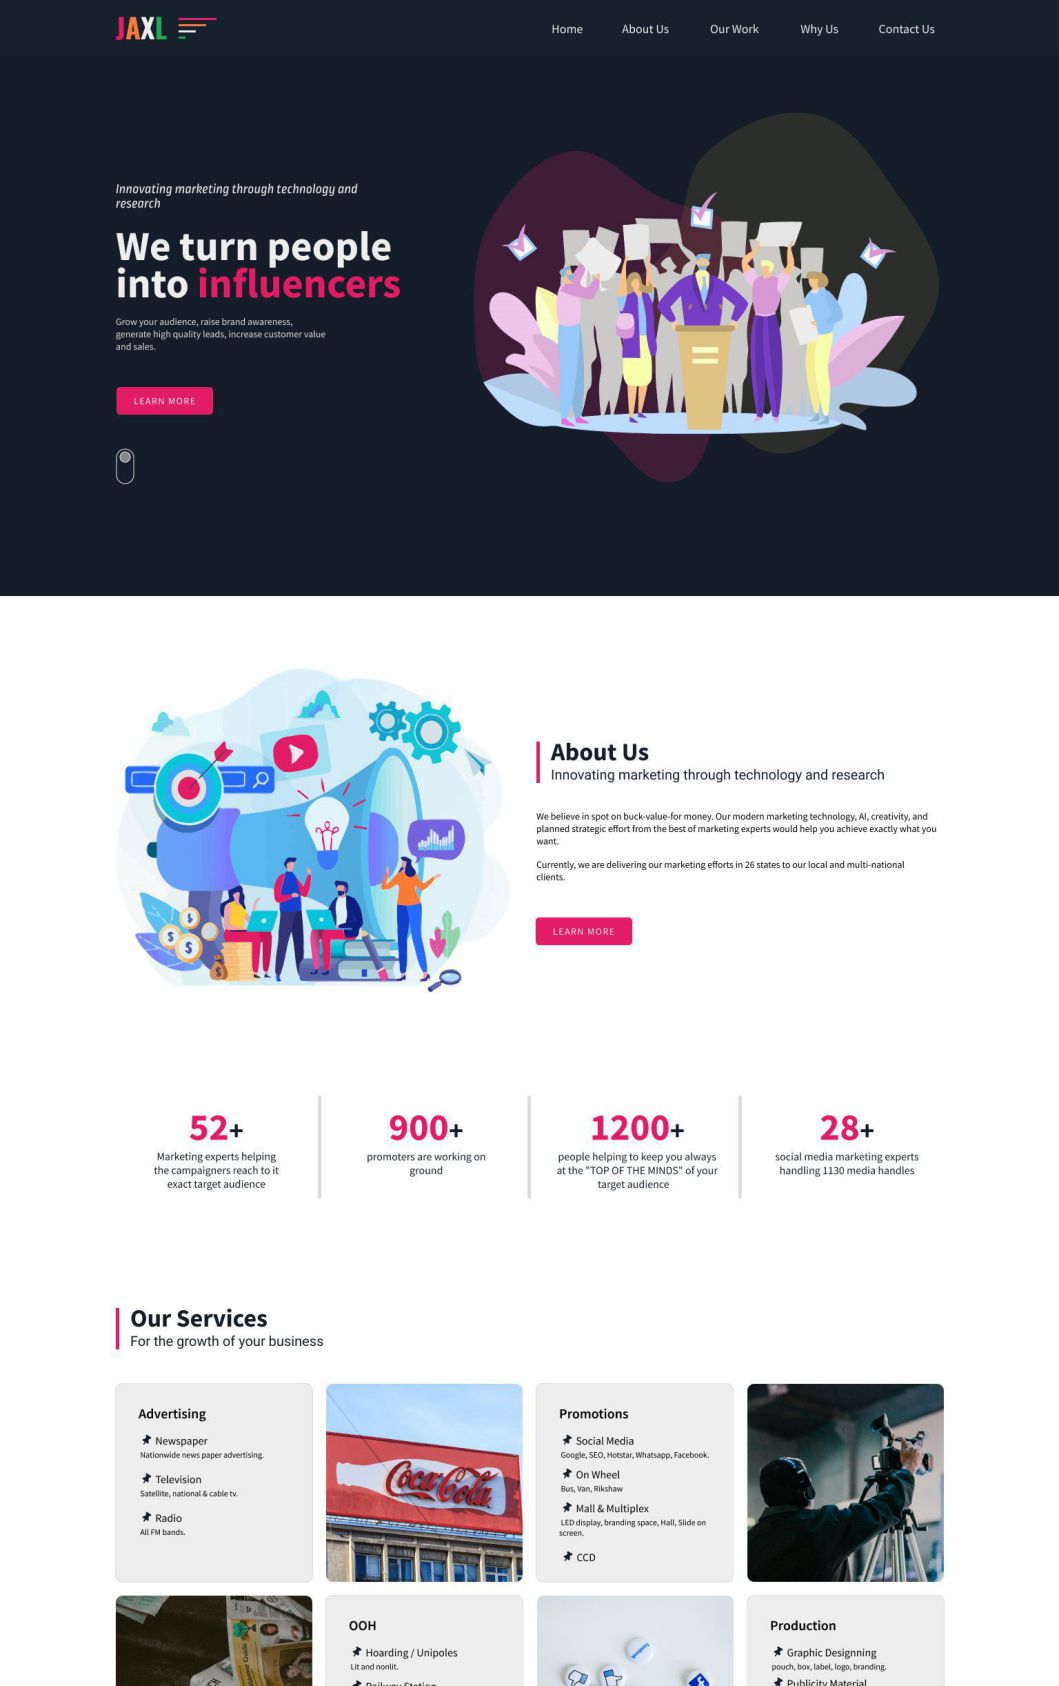 JAXL
Home
About Us
Our Work
Why Us
Contact Us
Innovating marketing through technology and
research
We turn people
into influencers
Grow your audience, raise brand awareness,
generate high quality leads, increase customer value
and sales.
LEARN MORE
About Us
Innovating marketing through technology and research
We believe in spot on buck-value-for money. Our modern marketing technology, AI, creativity, and
planned strategic effort from the best of marketing experts would help you achieve exactly what you
want.
Currently, we are delivering our marketing efforts in 26 states to our local and multi-national
clients.
LEARN MORE
52+
Marketing experts helping
the campaigners reach to it
exact target audience
900+
promoters are working on
ground
1200+
people helping to keep you always
at the "TOP OF THE MINDS" of your
target audience
28+
social media marketing experts
handling 1130 media handles
Our Services
For the growth of your business
Advertising
Newspaper
Nationwide news paper advertising.
Television
Satellite, national & cable tv.
Radio
All FM bands.
Coca-Cola
Promotions
Social Media
Google, SEO, Hotstar, Whatsapp, Facebook.
On Wheel
Bus, Van, Rikshaw
Mall & Multiplex
LED display, branding space, Hall, Slide on
screen.
CCD
OOH
Hoarding / Unipoles
Lit and nonlit.
Railway Station
Production
Graphic Designning
pouch, box, label, logo, branding.
Publicity Material